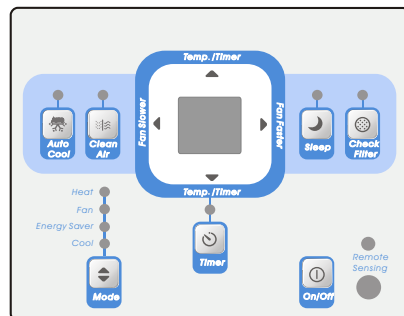 Temp./Timer
Fan Slower
Fan Faster
Auto
Cool
Clean
Air
Sleep
Check
Filter
Temp./Timer
Heat
Fan
Energy Saver
Cool
Mode
Timer
On/Off
Remote
Sensing